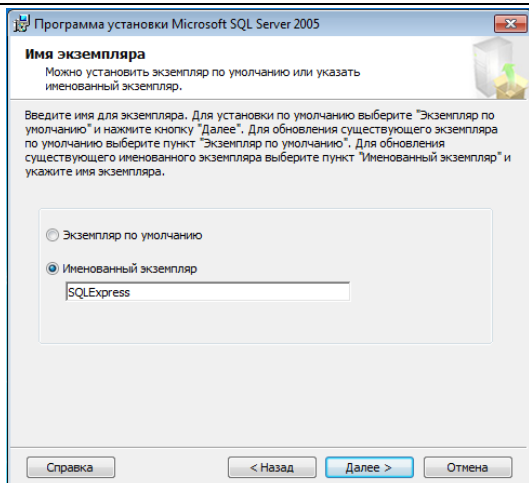 Программа установки Microsoft SQL Server 2005
Имя экземпляра
Можно установить экземпляр по умолчанию или указать
именованный экземпляр.
Введите имя для экземпляра. Для установки по умолчанию выберите "Экземпляр по
умолчанию" и нажмите кнопку "Далее". Для обновления существующего экземпляра
по умолчанию выберите пункт "Экземпляр по умолчанию". Для обновления
существующего именованного экземпляра выберите пункт "Именованный экземпляр" и
укажите имя экземпляра.
Экземпляр по умолчанию
Именованный экземпляр
SQLExpress
Справка
< Назад
Далее >
Отмена